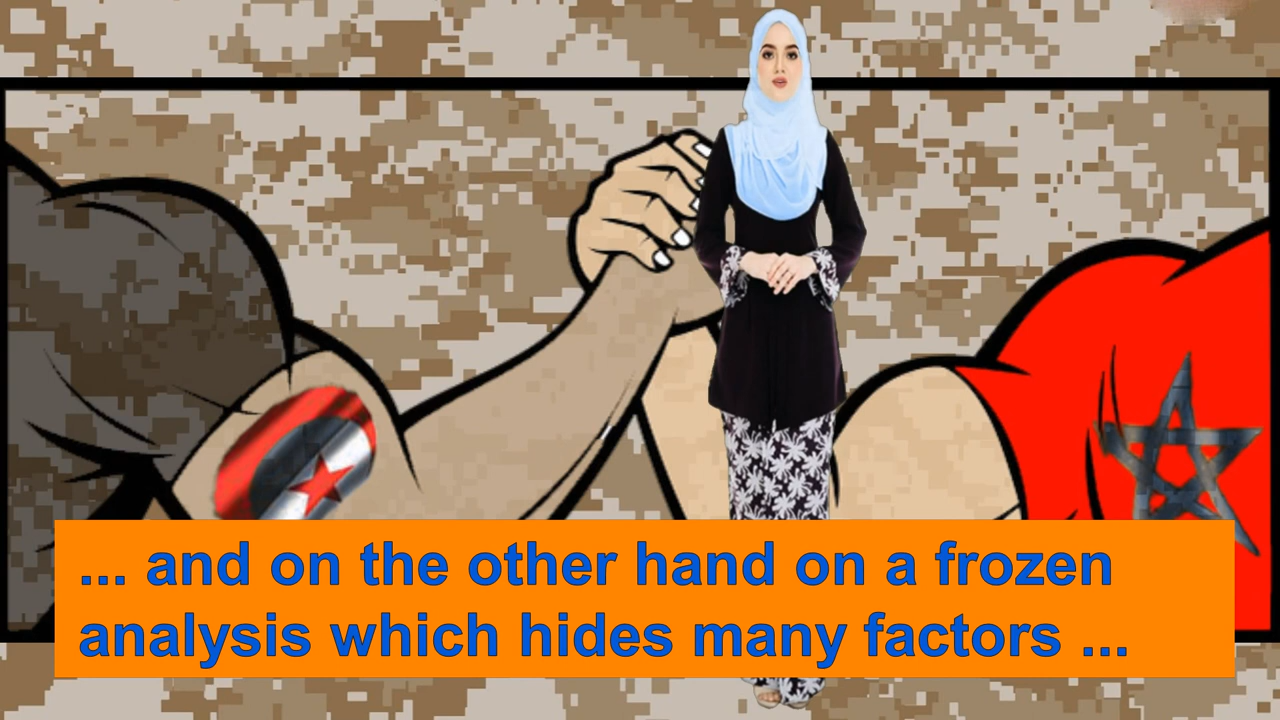 ... and on the other hand on a frozen
analysis which hides many factors ...